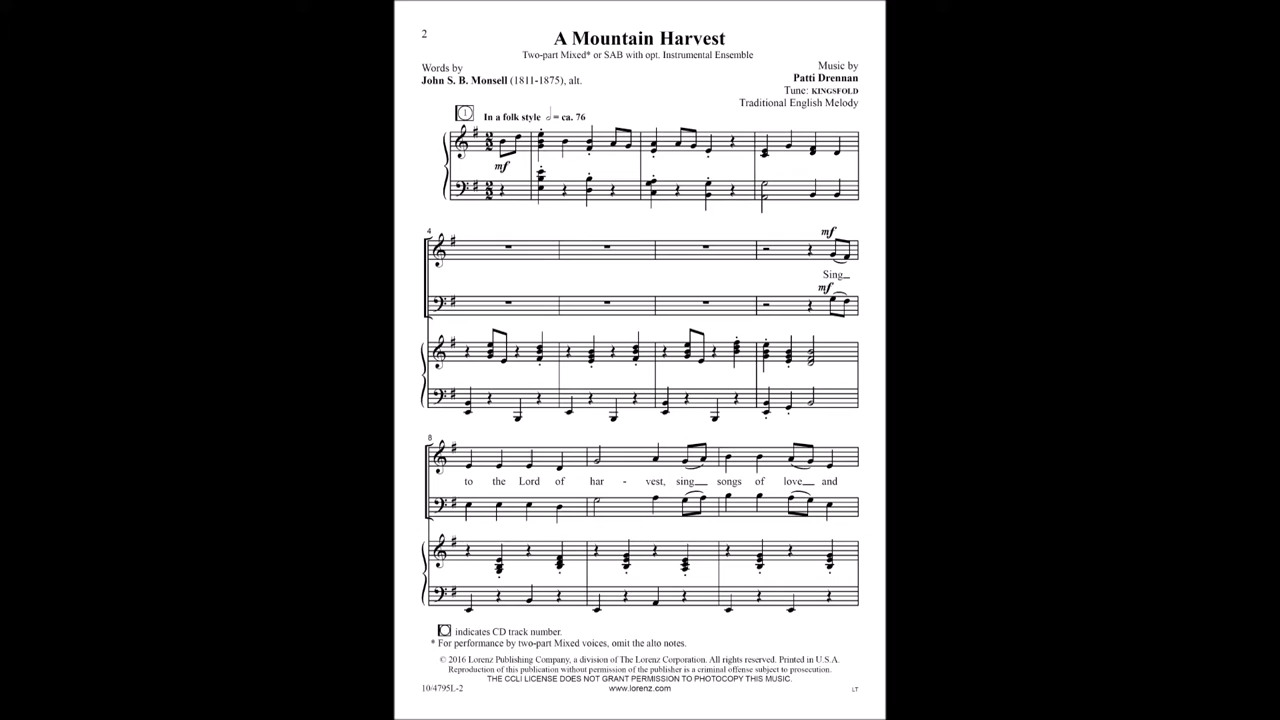 2
A Mountain Harvest
Two-part Mixed* or SAB with opt. Instrumental Ensemble
Words by
John S. B. Monsell (1811-1875), alt.
Music by
Patti Drennan
Tune: KINGSFOLD
Traditional English Melody
1
In a folk style = ca. 76
mf
4
mf
Sing
mf
8
to the Lord of har - vest, sing songs of love and
indicates CD track number.
* For performance by two-part Mixed voices, omit the alto notes.
© 2016 Lorenz Publishing Company, a division of The Lorenz Corporation. All rights reserved. Printed in U.S.A.
Reproduction of this publication without permission of the publisher is a criminal offense subject to prosecution.
THE CCLI LICENSE DOES NOT GRANT PERMISSION TO PHOTOCOPY THIS MUSIC.
www.lorenz.com
10/4795L-2
LT